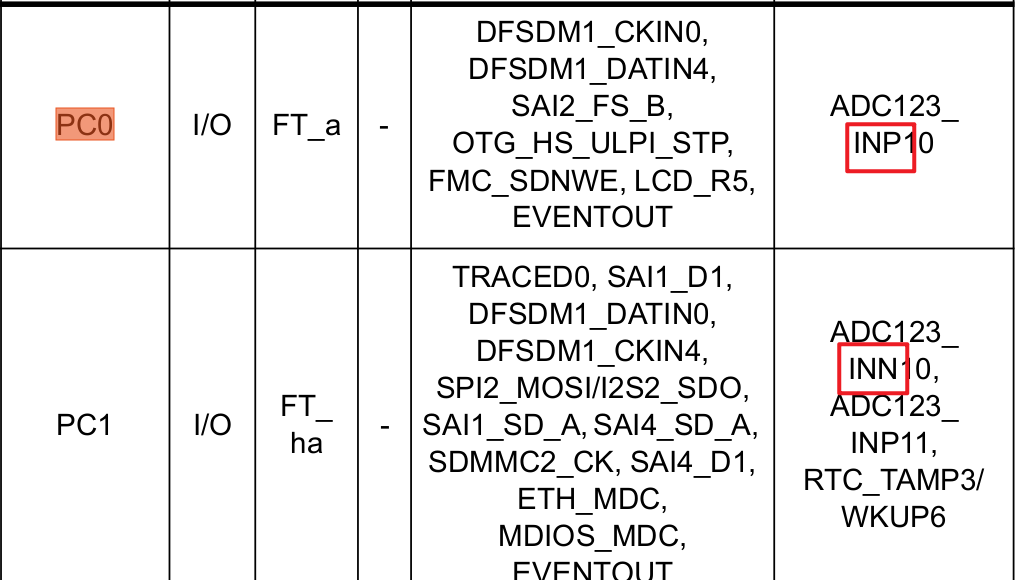 PC0
I/O
FT_a
-
DFSDM1_CKIN0,
DFSDM1_DATIN4,
SAI2_FS_B,
OTG_HS_ULPI_STP,
FMC_SDNWE, LCD_R5,
EVENTOUT
ADC123_
INP10
PC1
I/O
FT_
ha
-
TRACED0, SAI1_D1,
DFSDM1_DATIN0,
DFSDM1_CKIN4,
SPI2_MOSI/I2S2_SDO,
SAI1_SD_A, SAI4_SD_A,
SDMMC2_CK, SAI4_D1,
ETH_MDC,
MDIOS_MDC,
EVENTOUT
ADC123_
INN10,
ADC123_
INP11,
RTC_TAMP3/
WKUP6